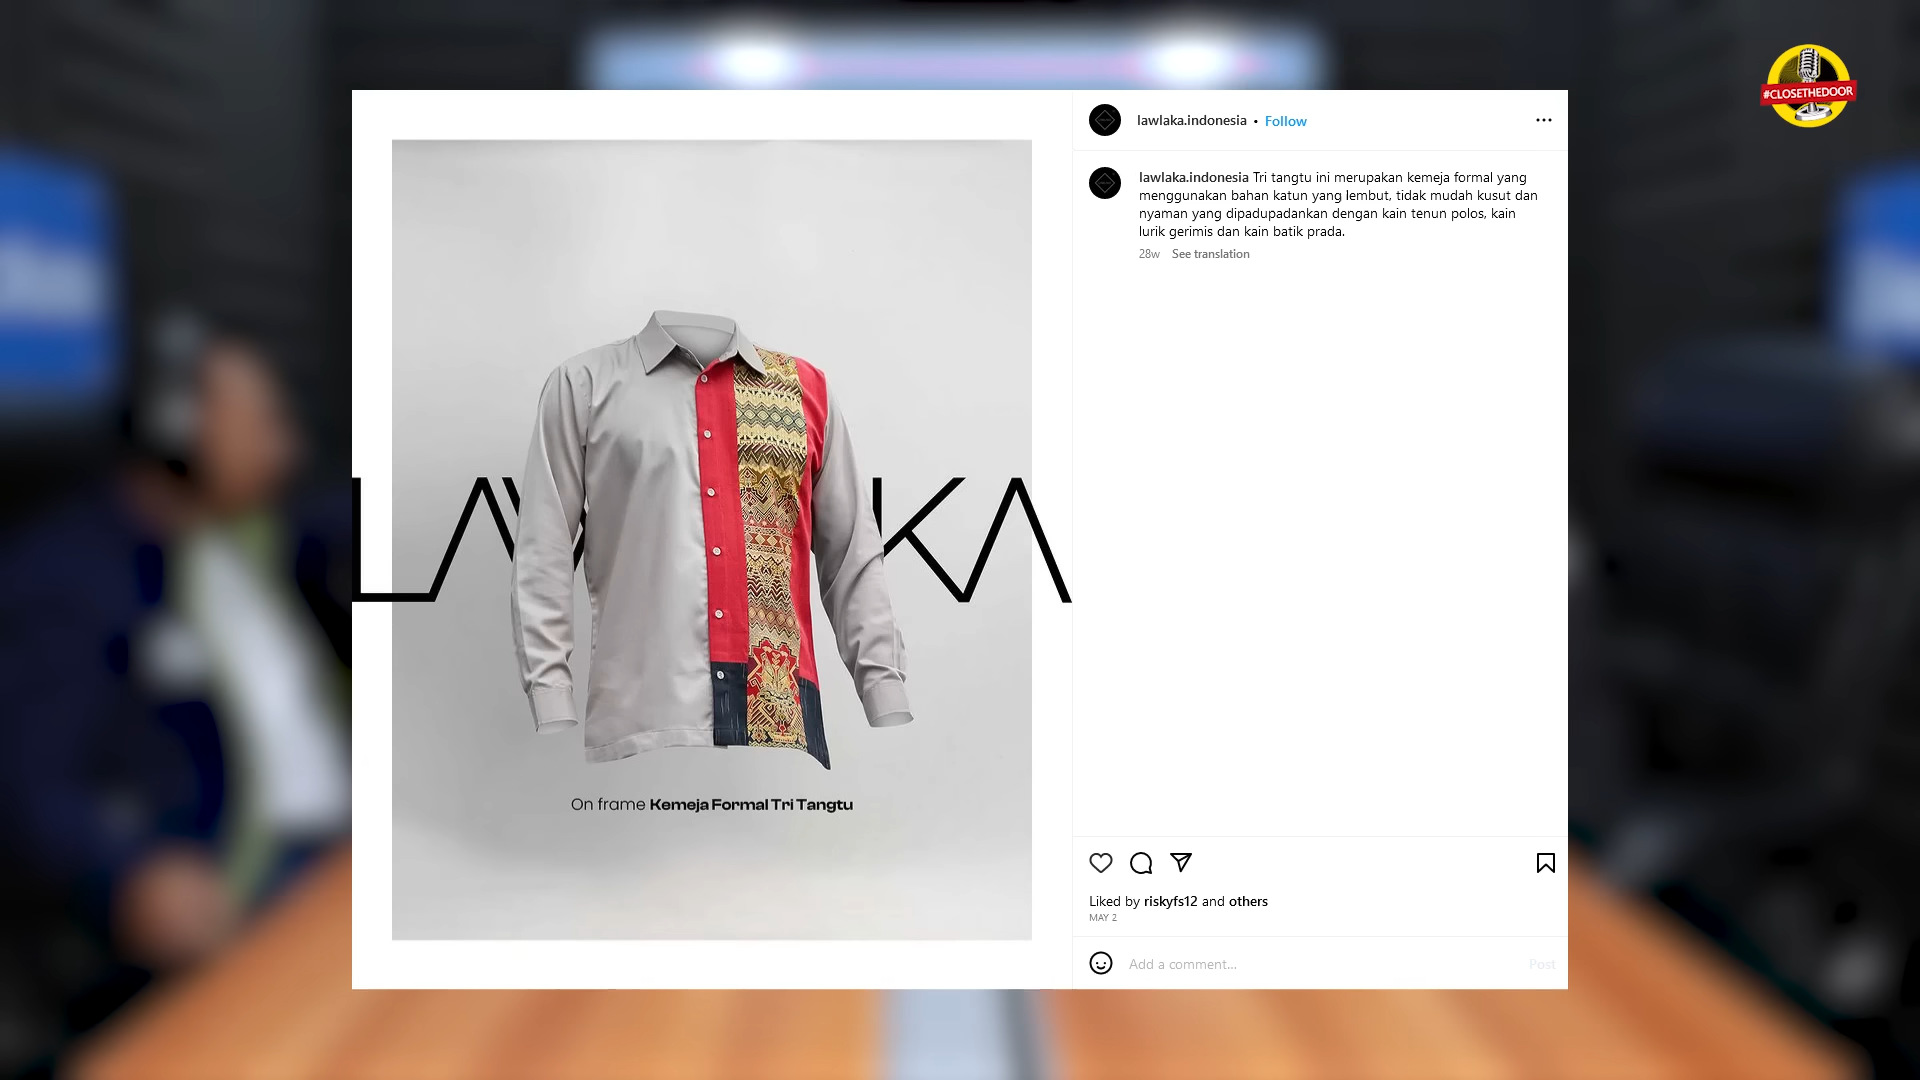 #CLOSETHEDOOR
lawlaka.indonesia • Follow
lawlaka.indonesia Tri tangtu ini merupakan kemeja formal yang
menggunakan bahan katun yang lembut, tidak mudah kusut dan
nyaman yang dipadupadankan dengan kain tenun polos, kain
lurik gerimis dan kain batik prada.
28w See translation
LAW KA
On frame Kemeja Formal Tri Tangtu
Liked by riskyfs12 and others
MAY 2
Add a comment...
Post